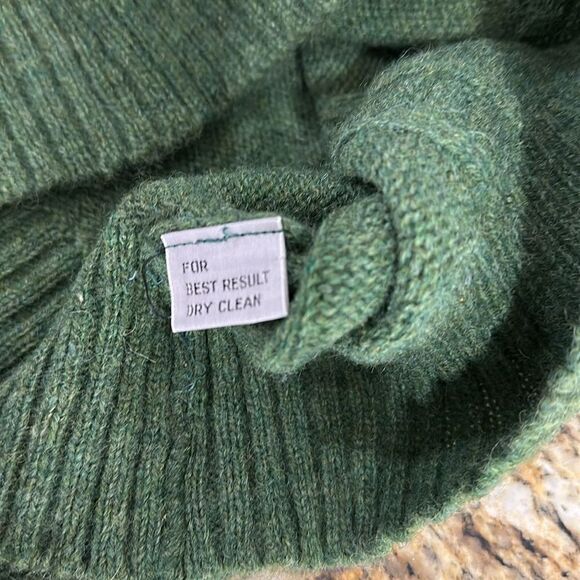 FOR
BEST RESULT
DRY CLEAN